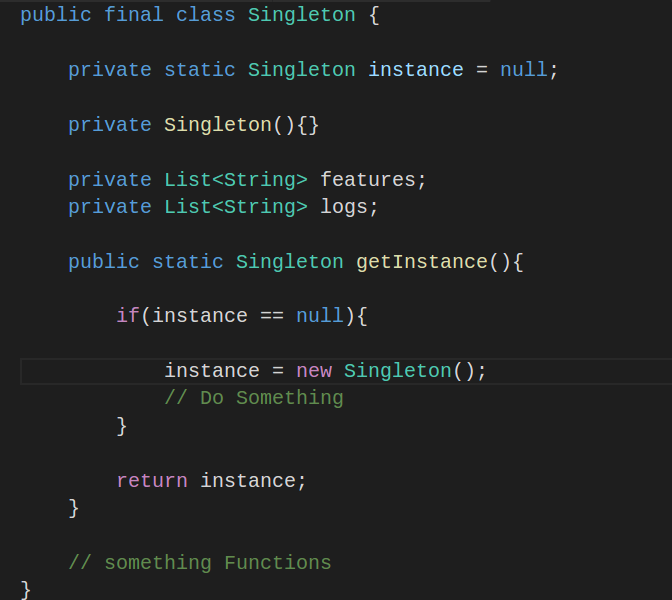 public final class Singleton {
private static Singleton instance = null;
private Singleton(){}
private List<String> features;
private List<String> logs;
public static Singleton getInstance(){
if(instance == null){
instance = new Singleton();
// Do Something
}
return instance;
}
// something Functions
}